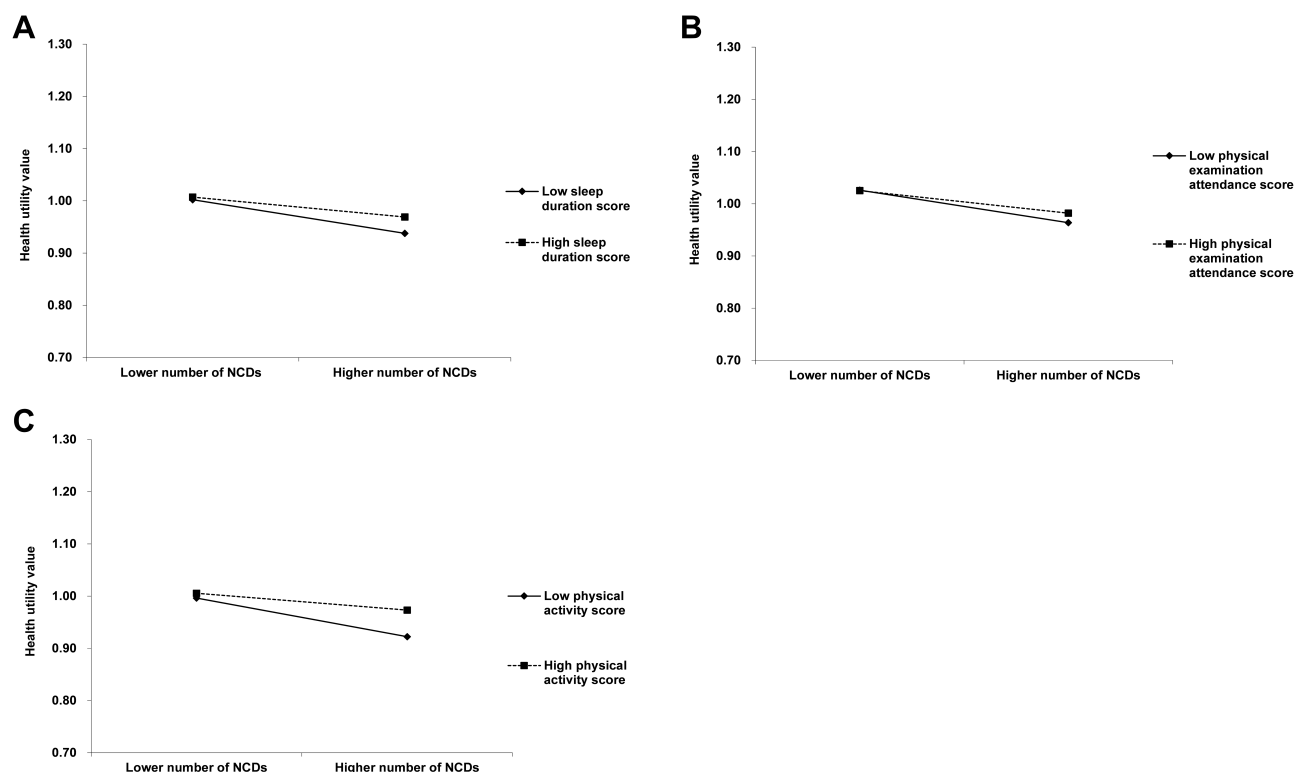 A
1.30
1.20
1.10
1.00
0.90
0.80
0.70
Health utility value
Lower number of NCDs
Higher number of NCDs
Low sleep
duration score
High sleep
duration score
B
1.30
1.20
1.10
1.00
0.90
0.80
0.70
Health utility value
Lower number of NCDs
Higher number of NCDs
Low physical
examination
attendance score
High physical
examination
attendance score
C
1.30
1.20
1.10
1.00
0.90
0.80
0.70
Health utility value
Lower number of NCDs
Higher number of NCDs
Low physical
activity score
High physical
activity score